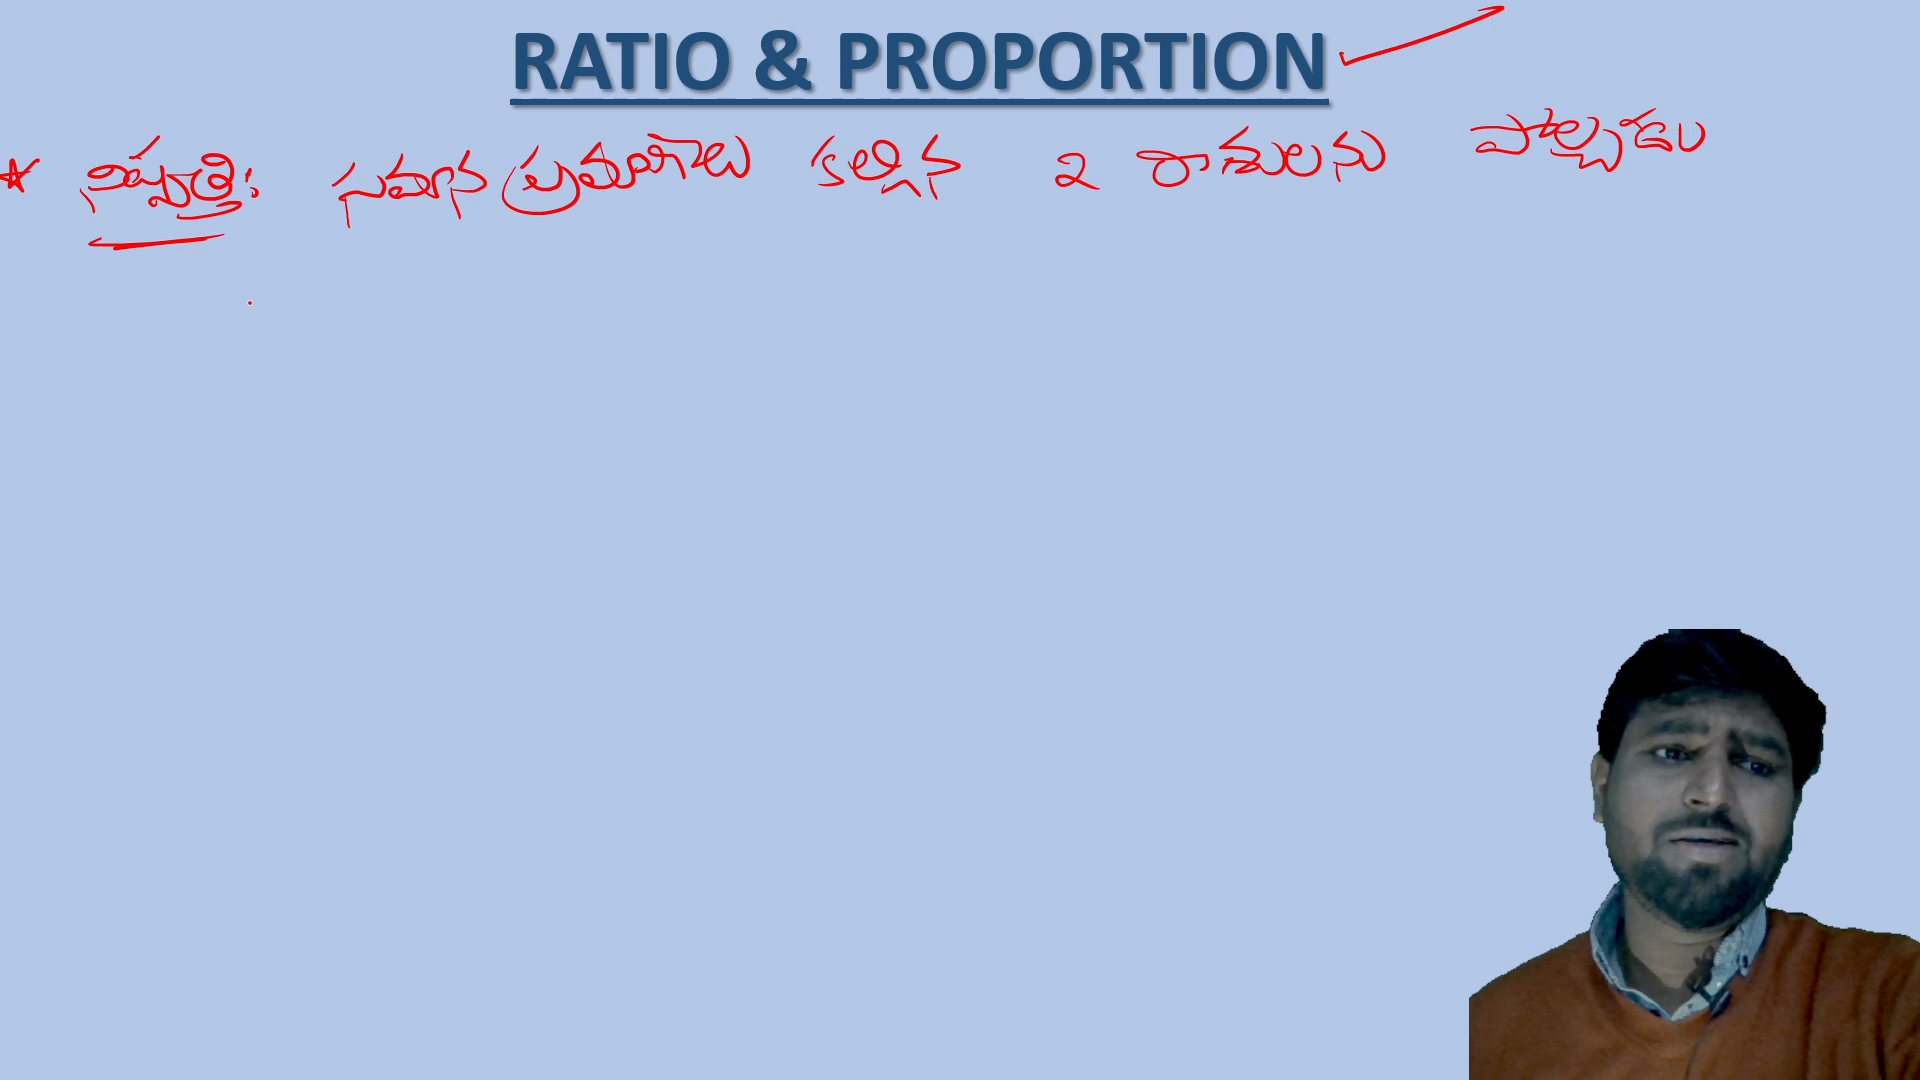 RATIO & PROPORTION
* నిష్పత్తి: సమాన ప్రమాణాలు కల్గిన 2 రాశులను పోల్చుడు